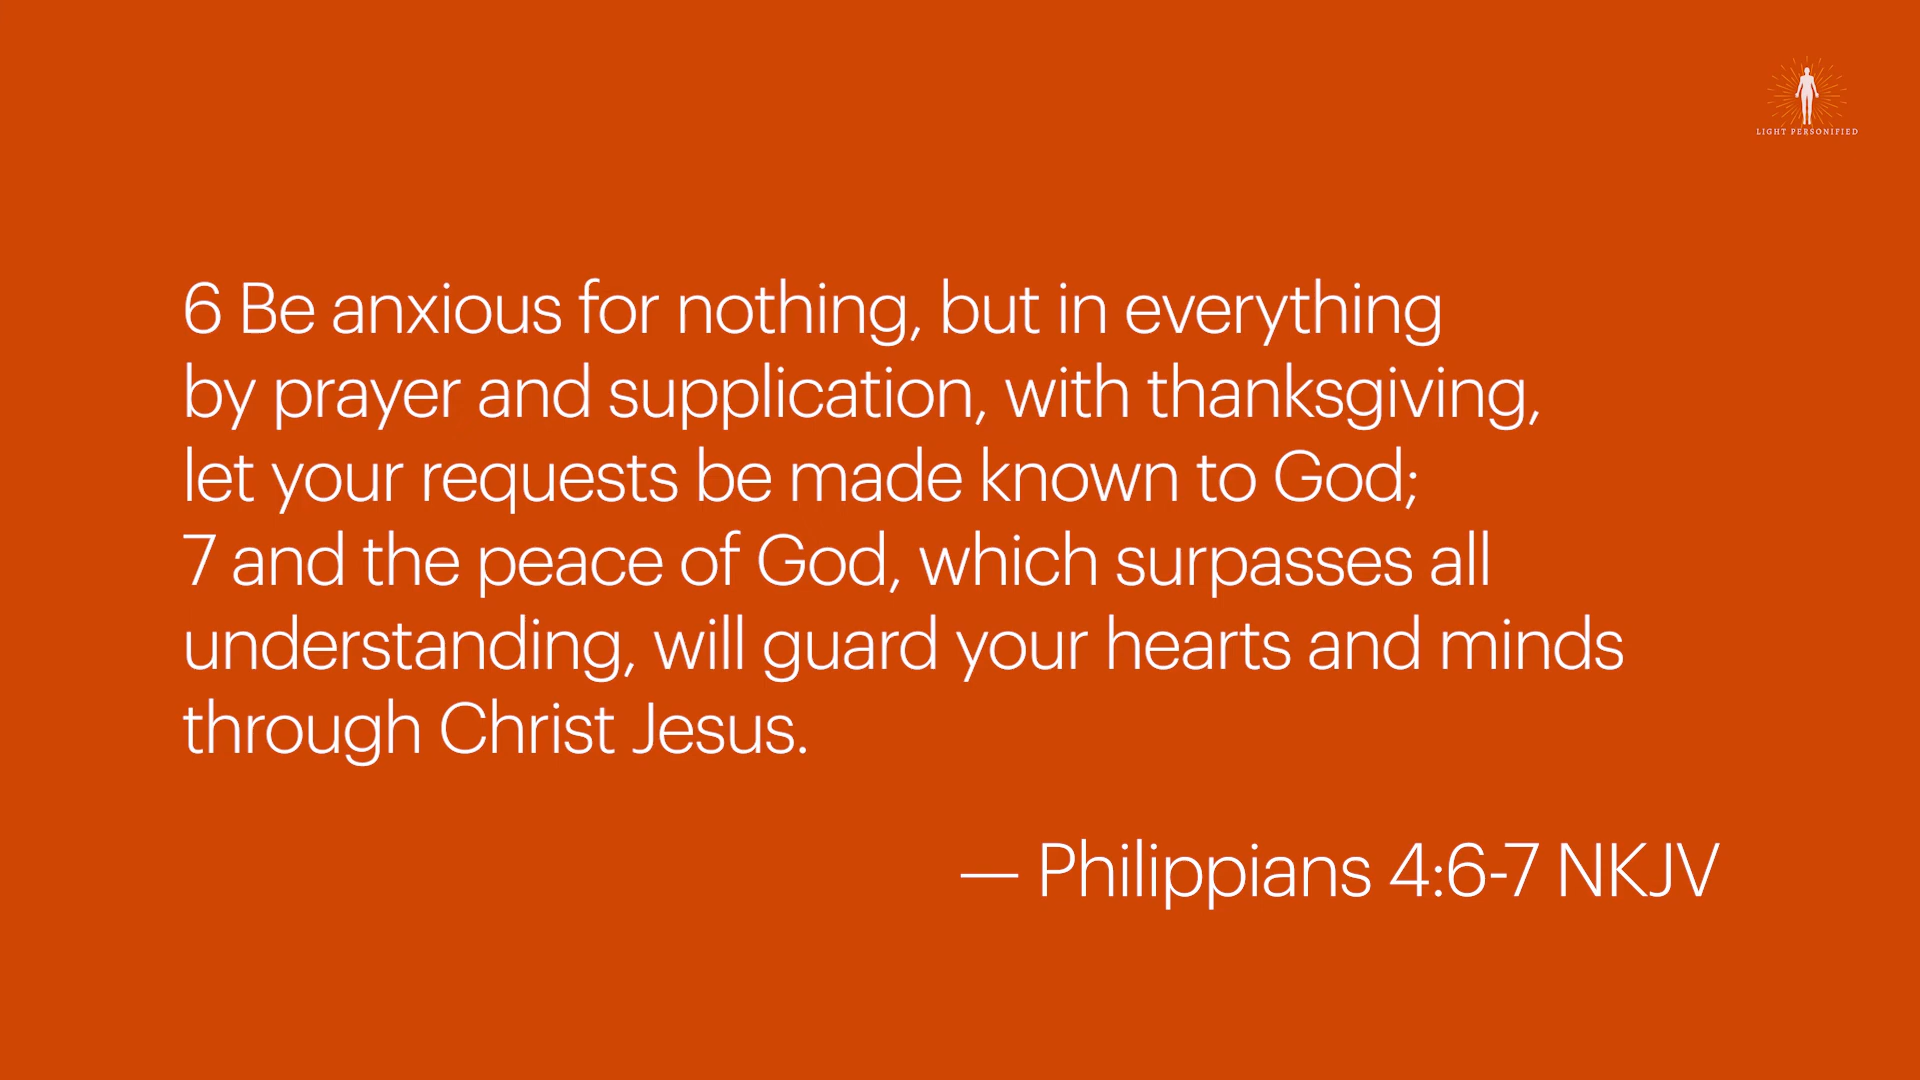 LIGHT PERSONIFIED
6 Be anxious for nothing, but in everything
by prayer and supplication, with thanksgiving,
let your requests be made known to God;
7 and the peace of God, which surpasses all
understanding, will guard your hearts and minds
through Christ Jesus.
— Philippians 4:6-7 NKJV